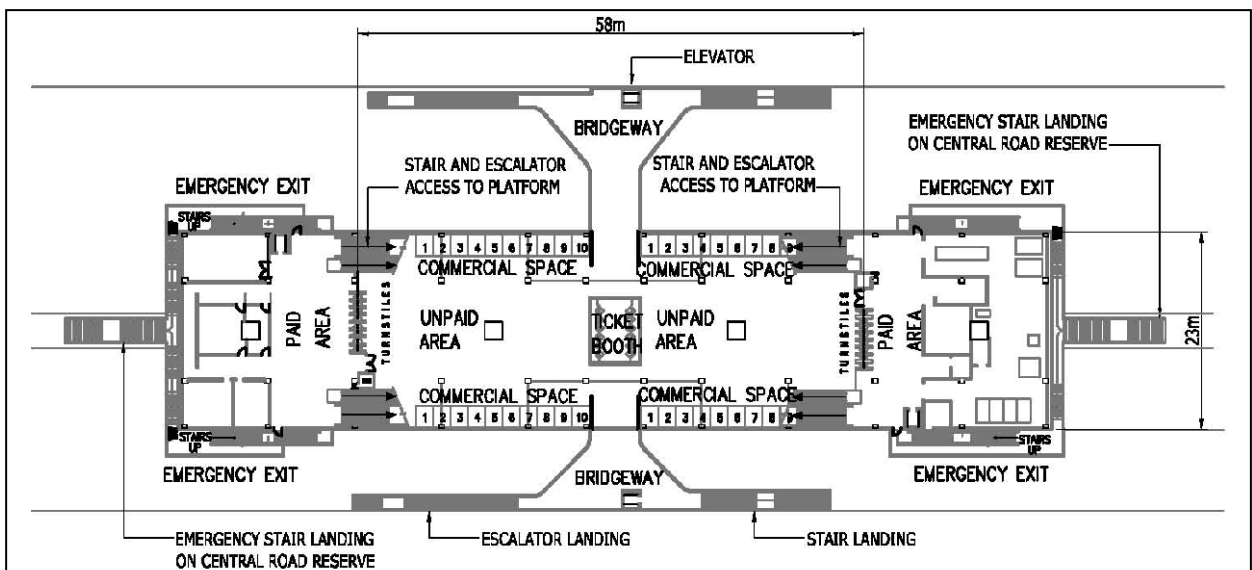 58m
ELEVATOR
BRIDGEWAY
EMERGENCY STAIR LANDING
ON CENTRAL ROAD RESERVE
STAIR AND ESCALATOR
ACCESS TO PLATFORM
STAIR AND ESCALATOR
ACCESS TO PLATFORM
EMERGENCY EXIT
EMERGENCY EXIT
STAIRS
UP
1 2 3 4 5 6 7 8 9 10
1 2 3 4 5 6 7 8 9
COMMERCIAL SPACE
COMMERCIAL SPACE
PAID
AREA
TURNSTILES
UNPAID
AREA
TICKET
BOOTH
UNPAID
AREA
TURNSTILES
PAID
AREA
23m
COMMERCIAL SPACE
COMMERCIAL SPACE
1 2 3 4 5 6 7 8 9 10
1 2 3 4 5 6 7 8 9
STAIRS
UP
STAIRS
UP
EMERGENCY EXIT
BRIDGEWAY
EMERGENCY EXIT
EMERGENCY STAIR LANDING
ON CENTRAL ROAD RESERVE
ESCALATOR LANDING
STAIR LANDING